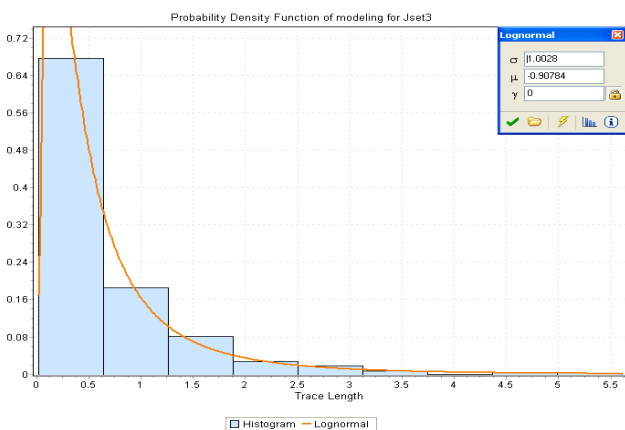 Probability Density Function of modeling for Jset3
Lognormal
σ 1.0028
μ -0.90784
γ 0
0.72
0.64
0.56
0.48
0.4
0.32
0.24
0.16
0.08
0
0 0.5 1 1.5 2 2.5 3 3.5 4 4.5 5 5.5
Trace Length
Histogram Lognormal